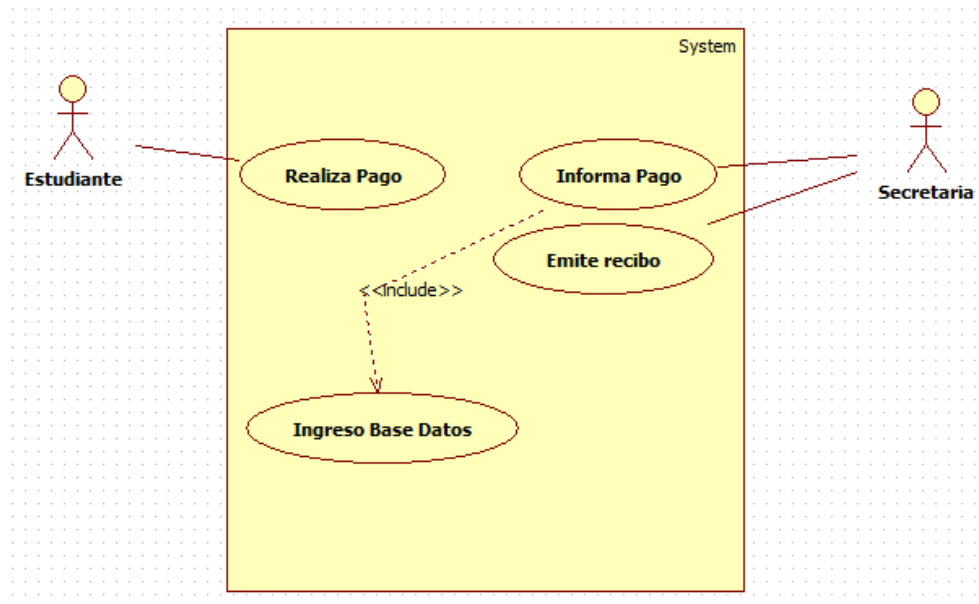 System
Estudiante
Realiza Pago
Informa Pago
Secretaria
Emite recibo
<<Include>>
Ingreso Base Datos